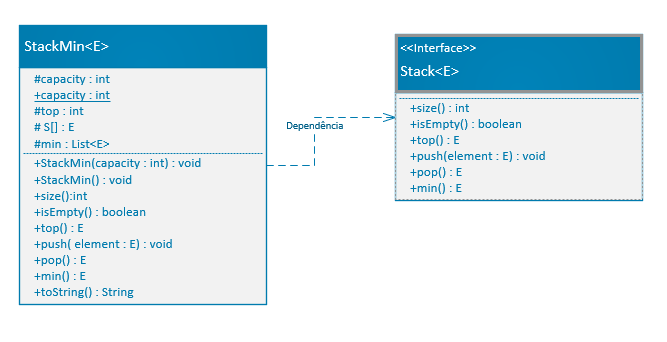 StackMin<E>
#capacity : int
+capacity : int
#top : int
# S[] : E
#min : List<E>
+StackMin(capacity : int) : void
+StackMin() : void
+size():int
+isEmpty() : boolean
+top() : E
+push( element : E) : void
+pop() : E
+min() : E
+toString() : String
Dependência
<<Interface>>
Stack<E>
+size() : int
+isEmpty() : boolean
+top() : E
+push(element : E) : void
+pop() : E
+min() : E